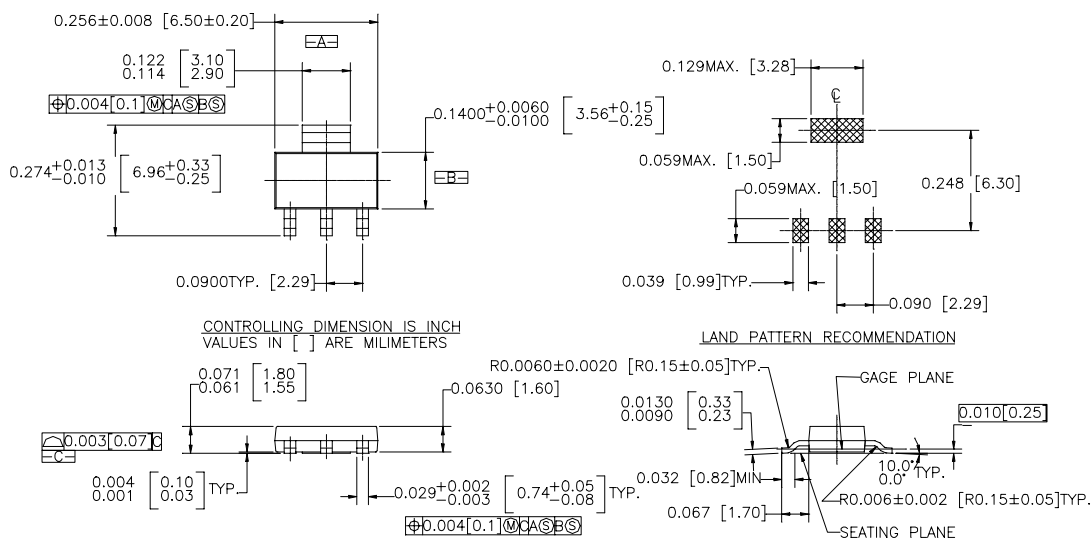 0.256±0.008 [6.50±0.20]
-A-
0.122 [3.10
0.114 2.90]
⌖ 0.004[0.1]ⓂCAⓈBⓈ
0.1400 +0.0060 -0.0100 [3.56 +0.15 -0.25]
0.274 +0.013 -0.010 [6.96 +0.33 -0.25]
-B-
0.0900TYP. [2.29]
CONTROLLING DIMENSION IS INCH
VALUES IN [ ] ARE MILIMETERS
0.129MAX. [3.28]
℄
0.059MAX. [1.50]
0.248 [6.30]
0.059MAX. [1.50]
0.039 [0.99]TYP.
0.090 [2.29]
LAND PATTERN RECOMMENDATION
0.071 [1.80
0.061 1.55]
0.0630 [1.60]
⌓ 0.003[0.07]C
-C-
0.004 [0.10
0.001 0.03] TYP.
0.029 +0.002 -0.003 [0.74 +0.05 -0.08] TYP.
⌖ 0.004[0.1]ⓂCAⓈBⓈ
R0.0060±0.0020 [R0.15±0.05]TYP.
GAGE PLANE
0.0130 [0.33
0.0090 0.23]
0.010[0.25]
10.0° TYP.
0.0°
0.032 [0.82]MIN
R0.006±0.002 [R0.15±0.05]TYP.
0.067 [1.70]
SEATING PLANE